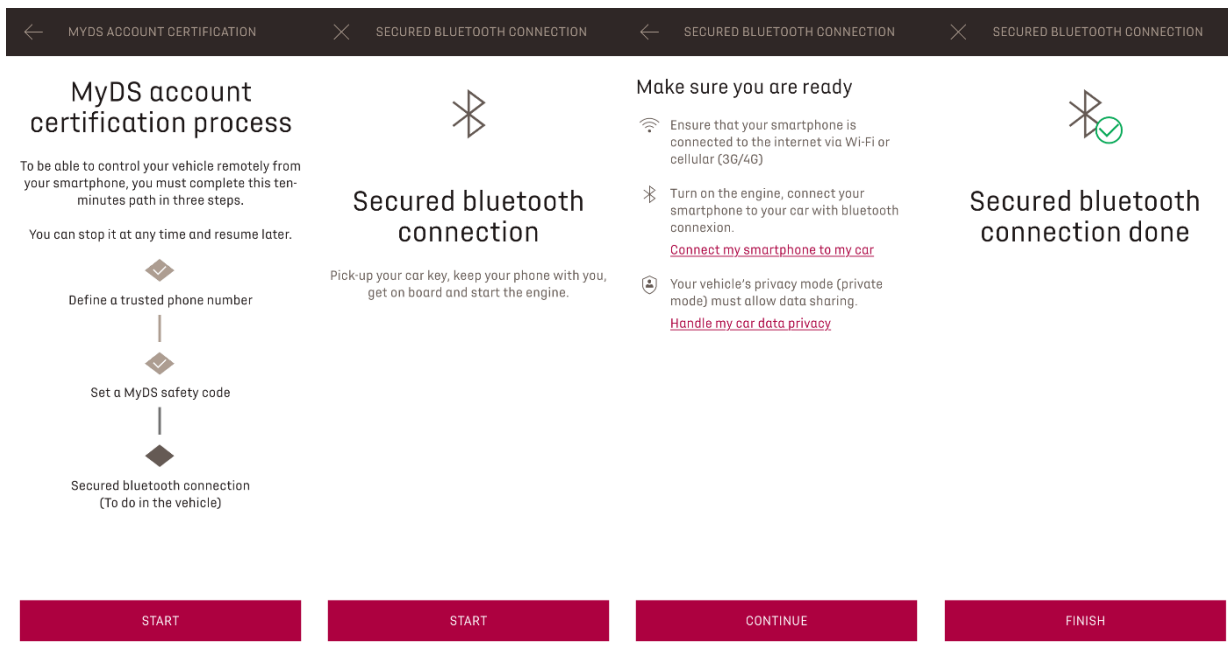 MYDS ACCOUNT CERTIFICATION
MyDS account
certification process
To be able to control your vehicle remotely from
your smartphone, you must complete this ten-
minutes path in three steps.
You can stop it at any time and resume later.
Define a trusted phone number
Set a MyDS safety code
Secured bluetooth connection
(To do in the vehicle)
START
SECURED BLUETOOTH CONNECTION
Secured bluetooth
connection
Pick-up your car key, keep your phone with you,
get on board and start the engine.
START
SECURED BLUETOOTH CONNECTION
Make sure you are ready
Ensure that your smartphone is
connected to the internet via Wi-Fi or
cellular (3G/4G)
Turn on the engine, connect your
smartphone to your car with bluetooth
connexion.
Connect my smartphone to my car
Your vehicle's privacy mode (private
mode) must allow data sharing.
Handle my car data privacy
CONTINUE
SECURED BLUETOOTH CONNECTION
Secured bluetooth
connection done
FINISH